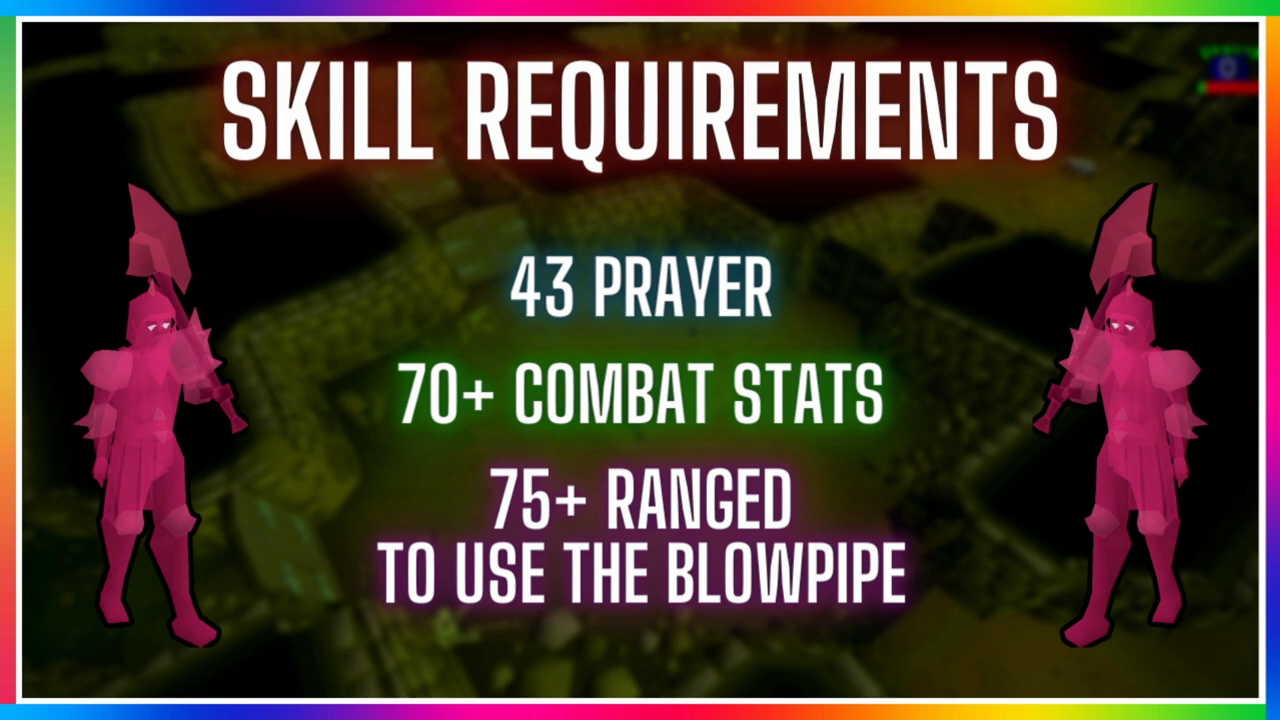 SKILL REQUIREMENTS
43 PRAYER
70+ COMBAT STATS
75+ RANGED
TO USE THE BLOWPIPE